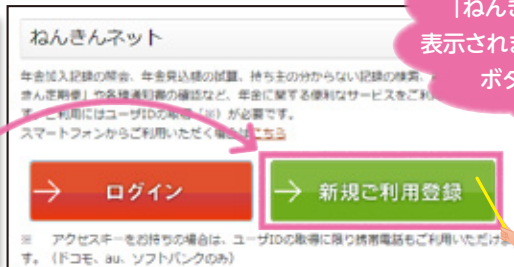 「ねんき
表示されま
ボタ
ねんきんネット
年金加入記録の照会、年金見込額の試算、持ち主の分からない記録の検索、
きん定期便」や各種通知書の確認など、年金に関する便利なサービスをご利
す。ご利用にはユーザIDの取得（※）が必要です。
スマートフォンからご利用いただく場合はこちら
→ ログイン
→ 新規ご利用登録
※ アクセスキーをお持ちの場合は、ユーザIDの取得に限り携帯電話もご利用いただけ
す。（ドコモ、au、ソフトバンクのみ）